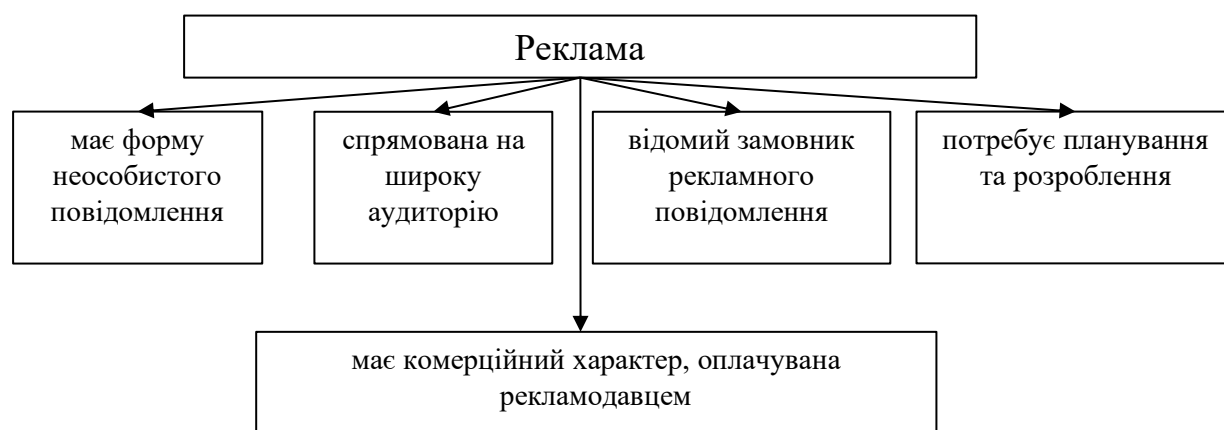 Реклама
має форму
неособистого
повідомлення
спрямована на
широку
аудиторію
відомий замовник
рекламного
повідомлення
потребує планування
та розроблення
має комерційний характер, оплачувана
рекламодавцем